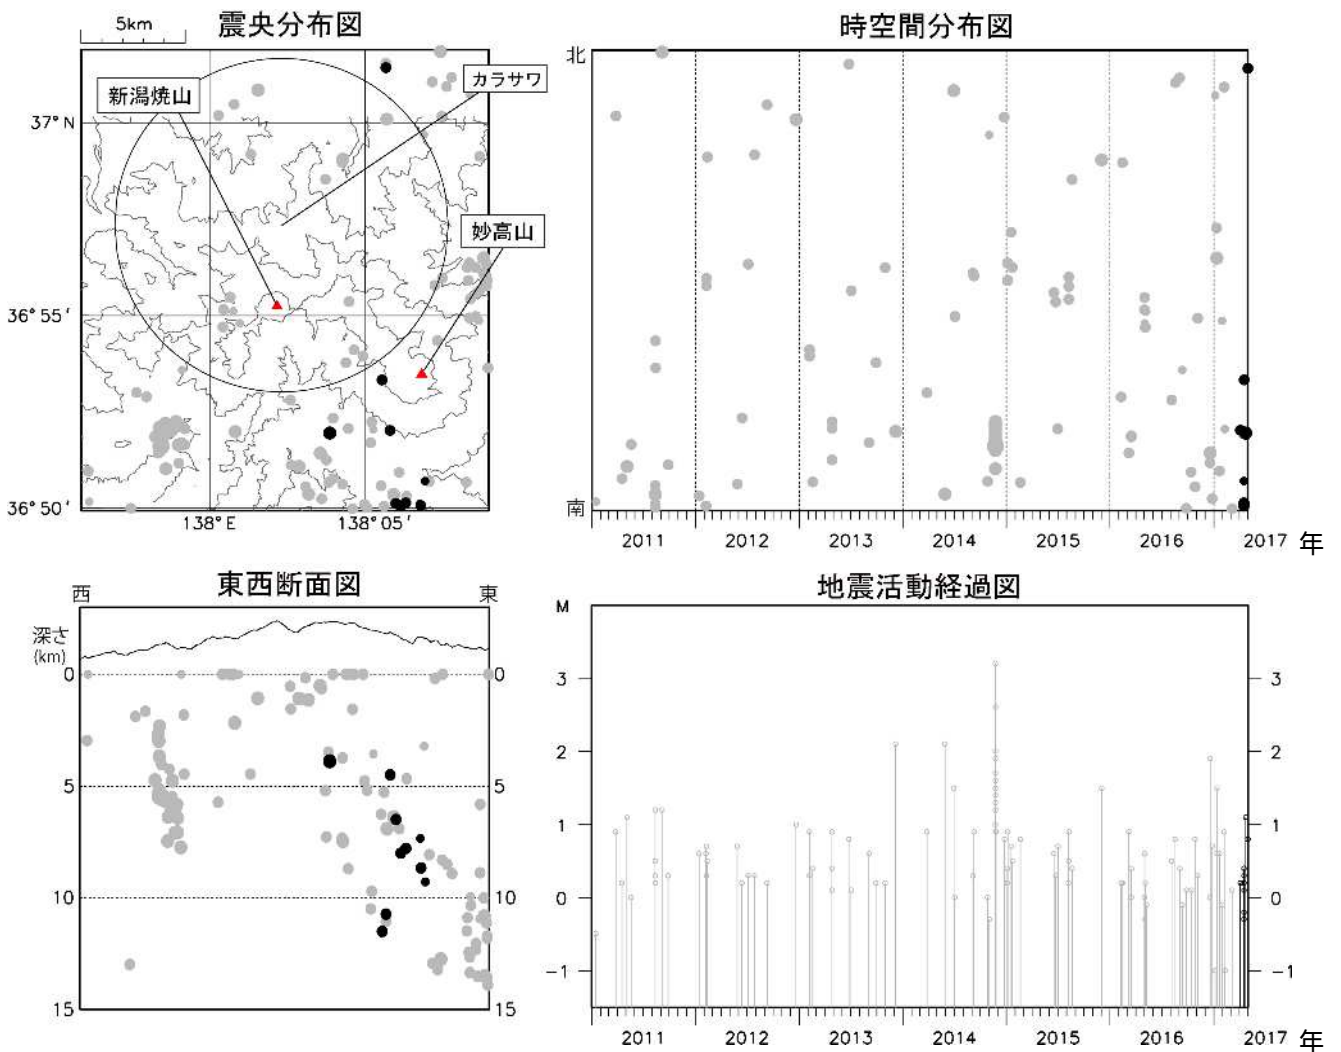 震央分布図
5km
新潟焼山
カラサワ
妙高山
37°N
36°55′
36°50′
138°E
138°05′
時空間分布図
北
南
2011
2012
2013
2014
2015
2016
2017
年
東西断面図
西
東
深さ
(km)
0
5
10
15
0
5
10
15
地震活動経過図
M
3
2
1
0
−1
3
2
1
0
−1
2011
2012
2013
2014
2015
2016
2017
年